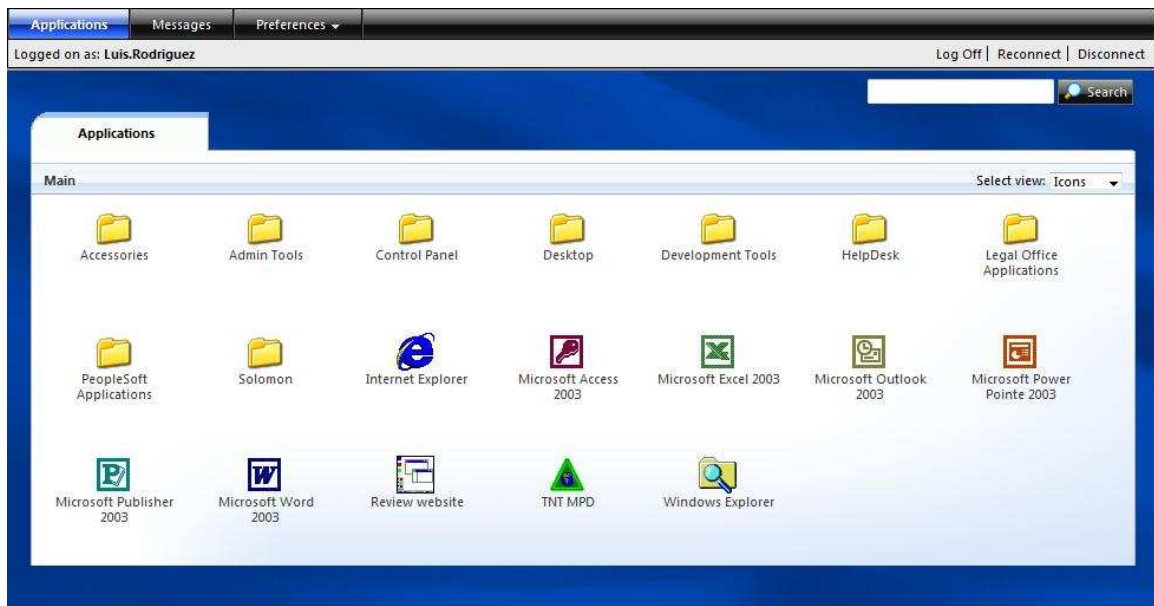 Applications Messages Preferences
Logged on as: Luis.Rodriguez Log Off | Reconnect | Disconnect
Search
Applications
Main Select view: Icons
Accessories Admin Tools Control Panel Desktop Development Tools HelpDesk Legal Office
Applications
PeopleSoft Solomon Internet Explorer Microsoft Access Microsoft Excel 2003 Microsoft Outlook Microsoft Power
Applications 2003 2003 Pointe 2003
Microsoft Publisher Microsoft Word Review website TNT MPD Windows Explorer
2003 2003